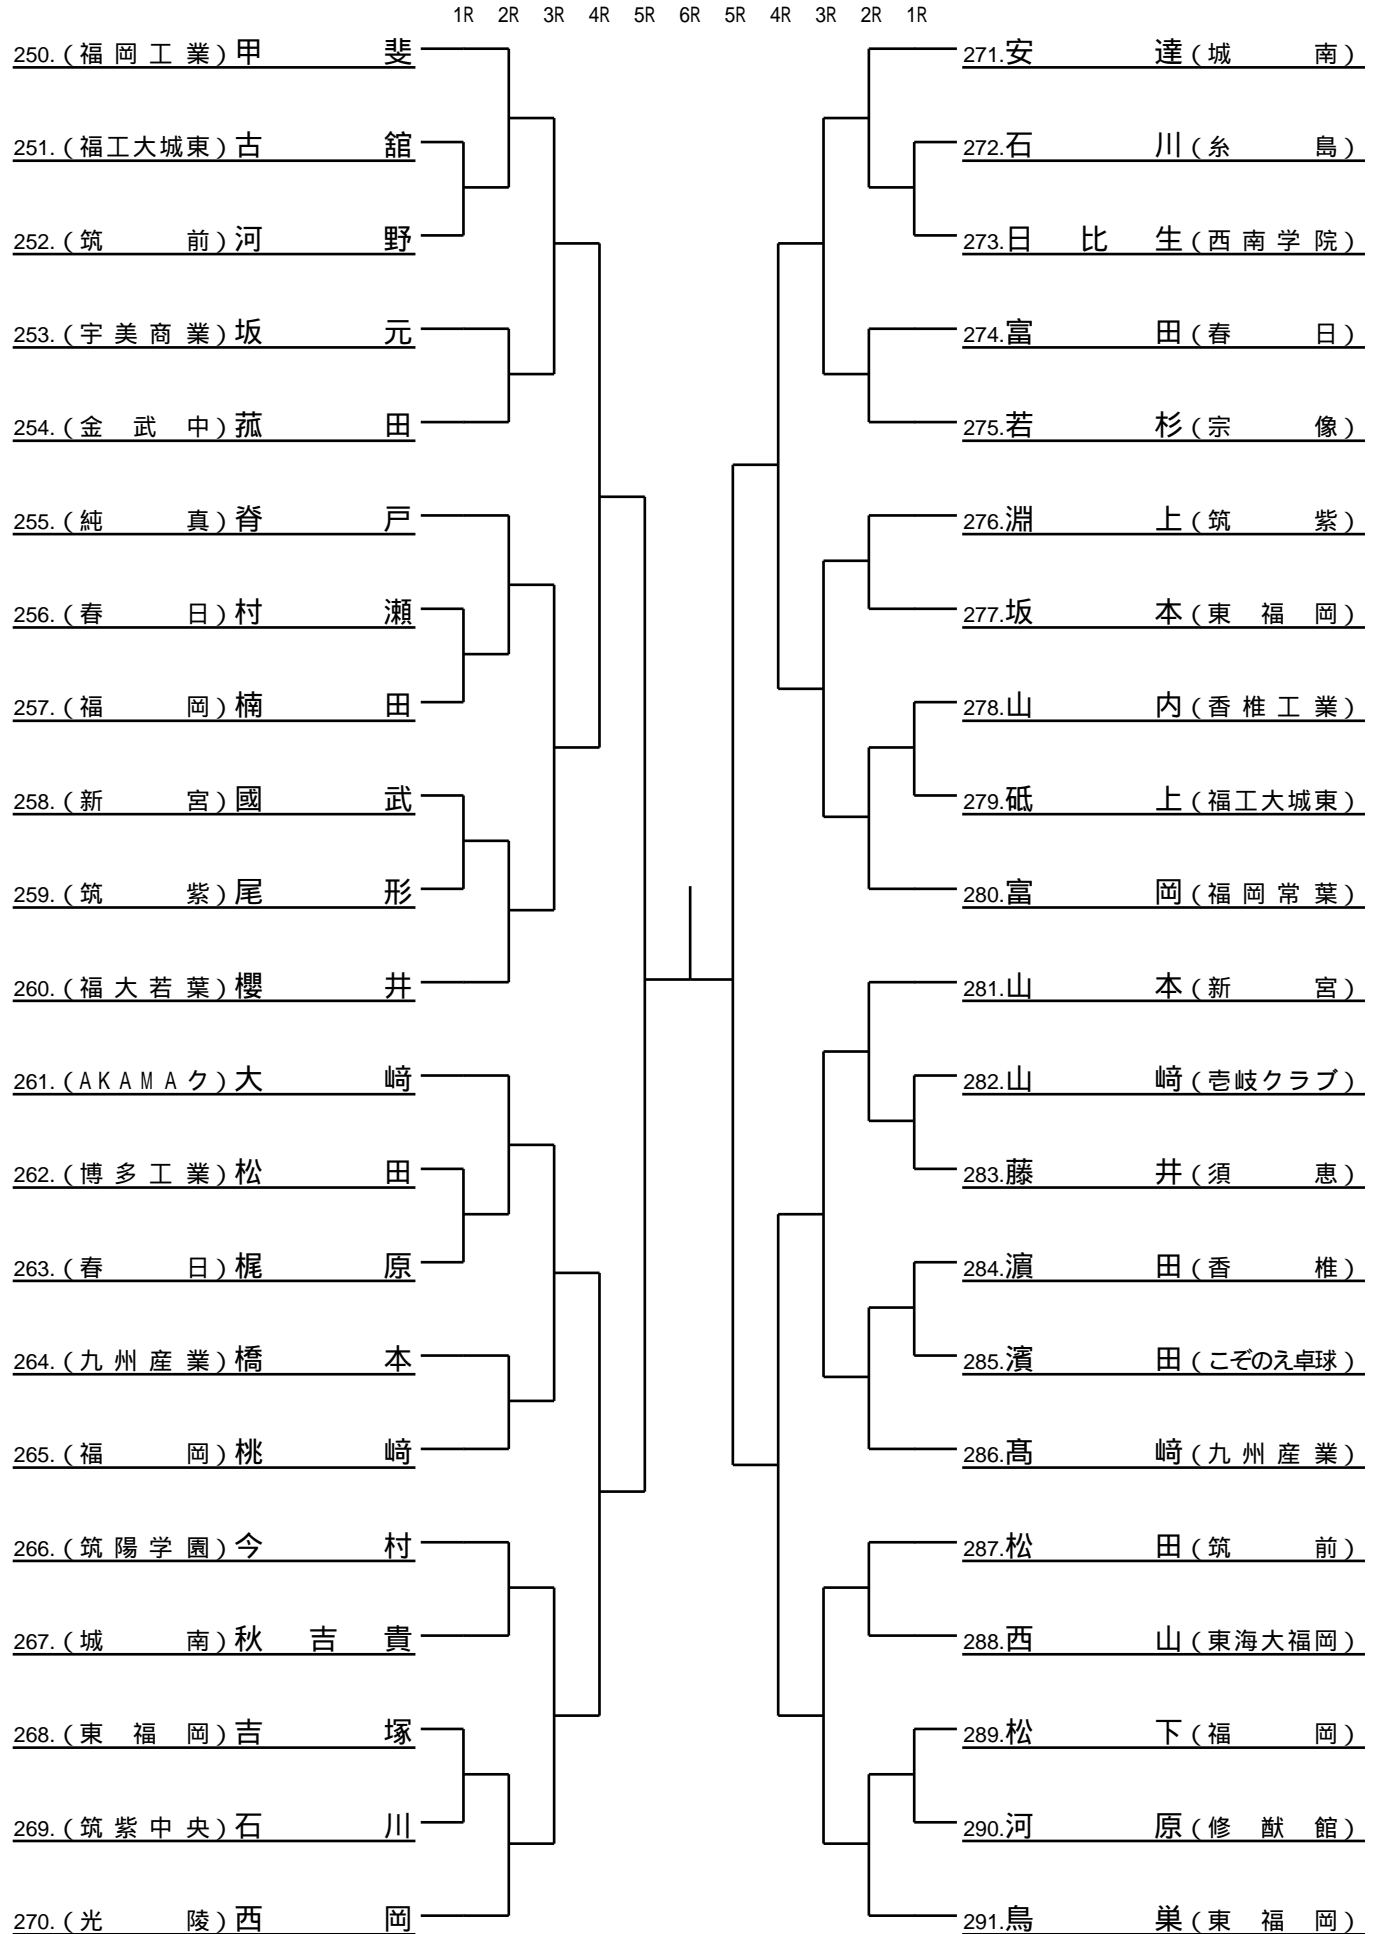 1R 2R 3R 4R 5R 6R 5R 4R 3R 2R 1R
250.(福岡工業)甲斐
251.(福工大城東)古舘
252.(筑前)河野
253.(宇美商業)坂元
254.(金武中)菰田
255.(純真)脊戸
256.(春日)村瀬
257.(福岡)楠田
258.(新宮)國武
259.(筑紫)尾形
260.(福大若葉)櫻井
261.(AKAMAク)大﨑
262.(博多工業)松田
263.(春日)梶原
264.(九州産業)橋本
265.(福岡)桃﨑
266.(筑陽学園)今村
267.(城南)秋吉貴
268.(東福岡)吉塚
269.(筑紫中央)石川
270.(光陵)西岡
271.安達(城南)
272.石川(糸島)
273.日比生(西南学院)
274.富田(春日)
275.若杉(宗像)
276.淵上(筑紫)
277.坂本(東福岡)
278.山内(香椎工業)
279.砥上(福工大城東)
280.富岡(福岡常葉)
281.山本(新宮)
282.山﨑(壱岐クラブ)
283.藤井(須恵)
284.濵田(香椎)
285.濱田(こぞのえ卓球)
286.髙﨑(九州産業)
287.松田(筑前)
288.西山(東海大福岡)
289.松下(福岡)
290.河原(修猷館)
291.鳥巣(東福岡)